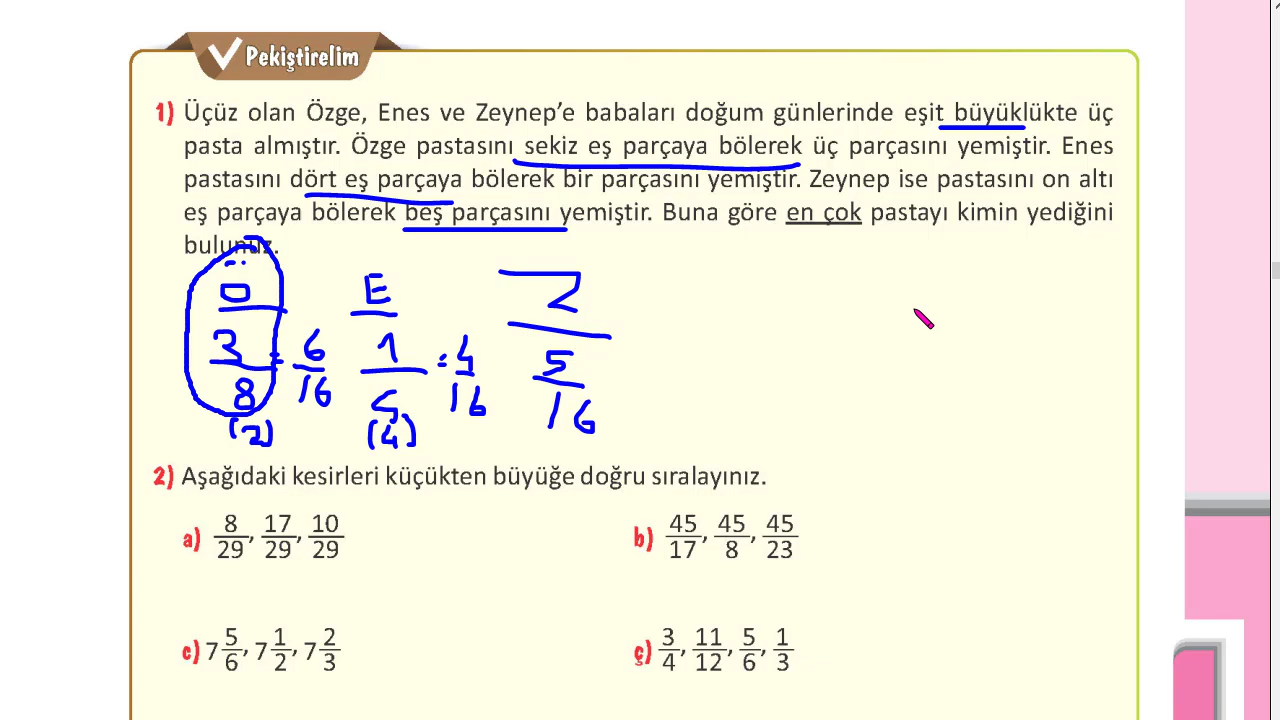 Pekiştirelim
1) Üçüz olan Özge, Enes ve Zeynep'e babaları doğum günlerinde eşit büyüklükte üç
pasta almıştır. Özge pastasını sekiz eş parçaya bölerek üç parçasını yemiştir. Enes
pastasını dört eş parçaya bölerek bir parçasını yemiştir. Zeynep ise pastasını on altı
eş parçaya bölerek beş parçasını yemiştir. Buna göre en çok pastayı kimin yediğini
bulunuz.
Ö E Z
3/8 = 6/16 1/4 = 4/16 5/16
(2) (4)
2) Aşağıdaki kesirleri küçükten büyüğe doğru sıralayınız.
a) 8/29, 17/29, 10/29 b) 45/17, 45/8, 45/23
c) 7 5/6, 7 1/2, 7 2/3 ç) 3/4, 11/12, 5/6, 1/3